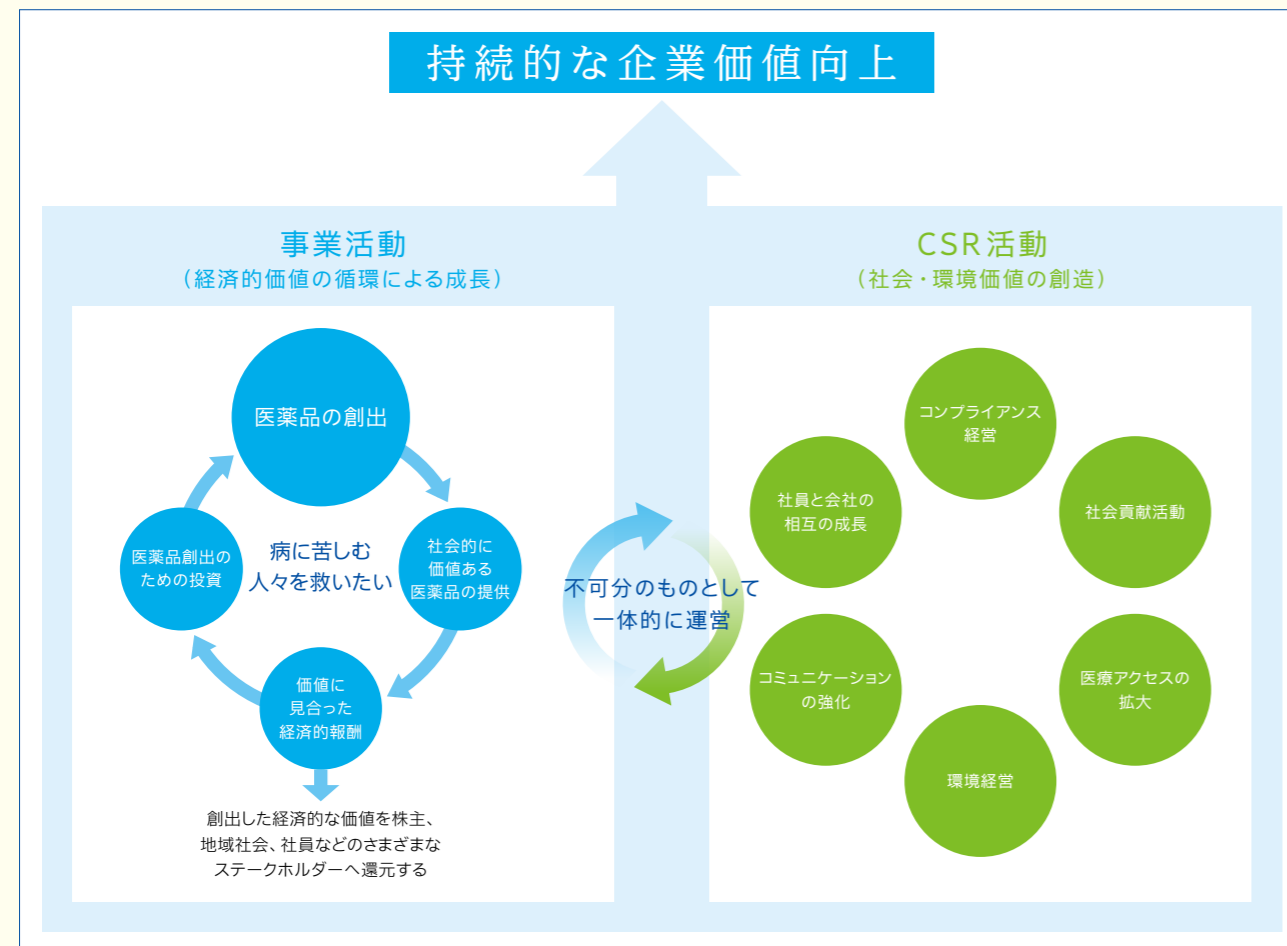 持続的な企業価値向上
事業活動
（経済的価値の循環による成長）
医薬品の創出
社会的に
価値ある
医薬品の提供
価値に
見合った
経済的報酬
医薬品創出の
ための投資
病に苦しむ
人々を救いたい
創出した経済的な価値を株主、
地域社会、社員などのさまざまな
ステークホルダーへ還元する
不可分のものとして
一体的に運営
CSR活動
（社会・環境価値の創造）
コンプライアンス
経営
社会貢献活動
医療アクセスの
拡大
環境経営
コミュニケーション
の強化
社員と会社の
相互の成長